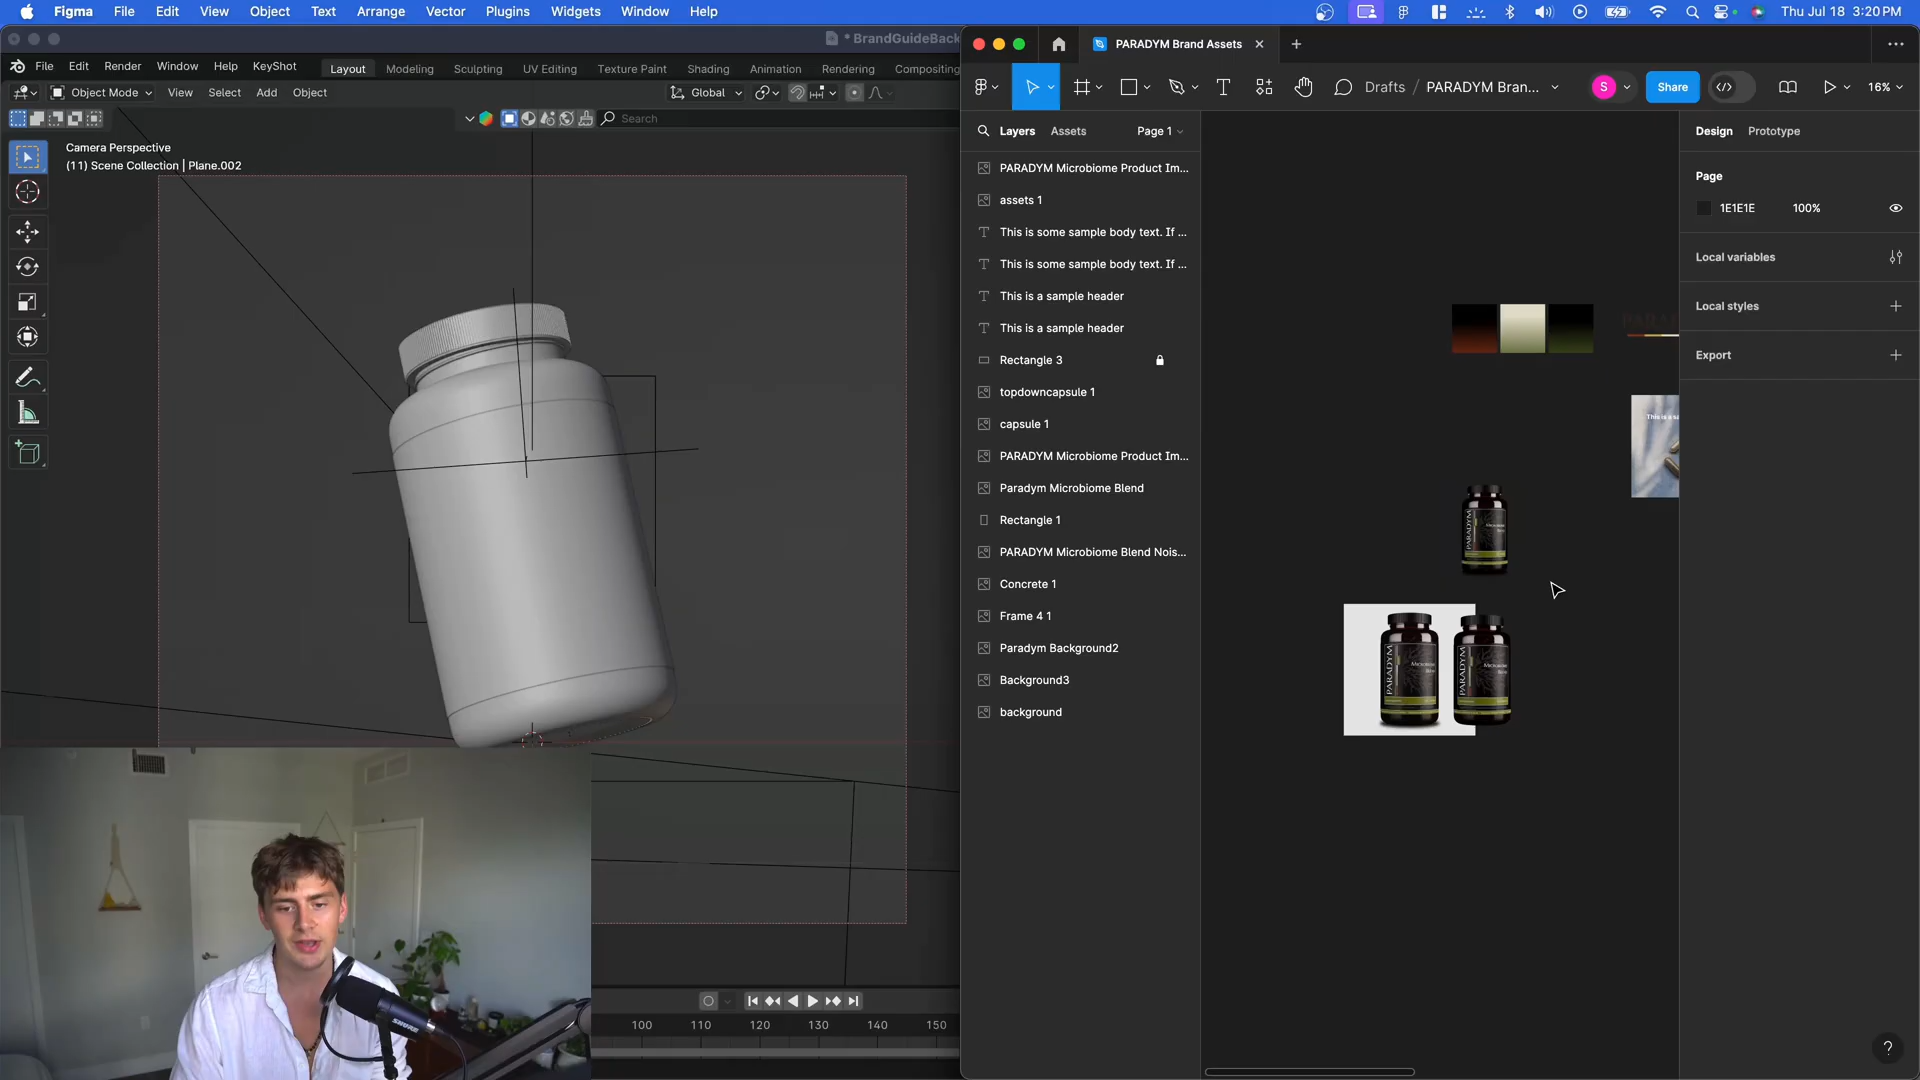 Figma File Edit View Object Text Arrange Vector Plugins Widgets Window Help
Thu Jul 18 3:20 PM
* BrandGuideBack
File Edit Render Window Help KeyShot Layout Modeling Sculpting UV Editing Texture Paint Shading Animation Rendering Compositing
Object Mode View Select Add Object Global
Search
Camera Perspective
(11) Scene Collection | Plane.002
100 110 120 130 140 150
PARADYM Brand Assets
Drafts / PARADYM Bran...
S
Share
16%
Layers Assets Page 1
PARADYM Microbiome Product Im...
assets 1
This is some sample body text. If ...
This is some sample body text. If ...
This is a sample header
This is a sample header
Rectangle 3
topdowncapsule 1
capsule 1
PARADYM Microbiome Product Im...
Paradym Microbiome Blend
Rectangle 1
PARADYM Microbiome Blend Nois...
Concrete 1
Frame 4 1
Paradym Background2
Background3
background
This is a sa
PARADYM
PARADYM
PARADYM
Design Prototype
Page
1E1E1E 100%
Local variables
Local styles
Export
?
SHURE